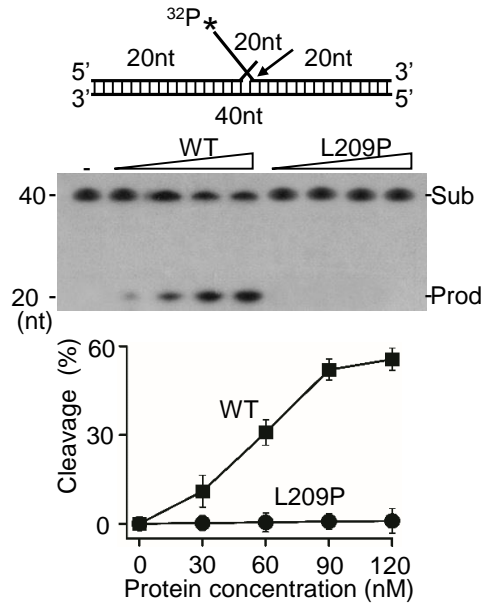 32P
*
20nt 20nt 20nt
5' 3'
3' 5'
40nt
- WT L209P
40 - -Sub
20 - -Prod
(nt)
60
30
0
Cleavage (%)
WT
L209P
0 30 60 90 120
Protein concentration (nM)